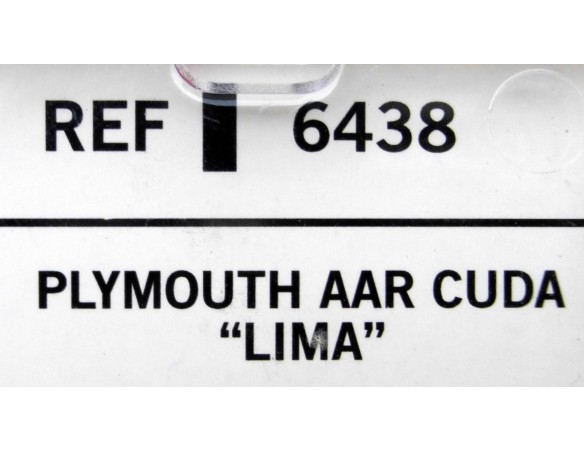 REF 6438
PLYMOUTH AAR CUDA
“LIMA”